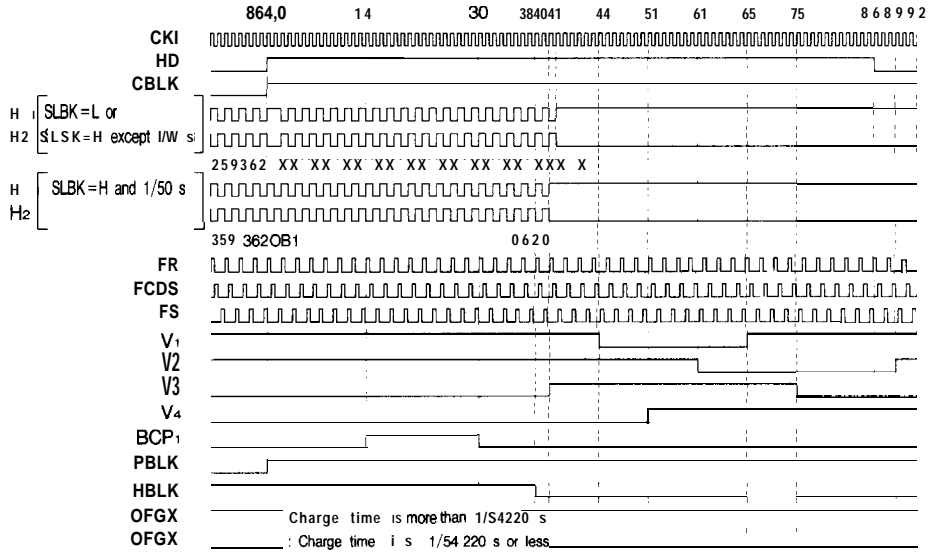 864,0 14 30 384041 44 51 61 65 75 868992
CKI
HD
CBLK
H1 SLBK=L or
H2 SLSK=H except I/W s
259362 XX XX XX XX XX XX XX XX XXX X
H SLBK=H and 1/50 s
H2
359 362OB1 0620
FR
FCDS
FS
V1
V2
V3
V4
BCP1
PBLK
HBLK
OFGX Charge time is more than 1/S4220 s
OFGX : Charge time is 1/54 220 s or less